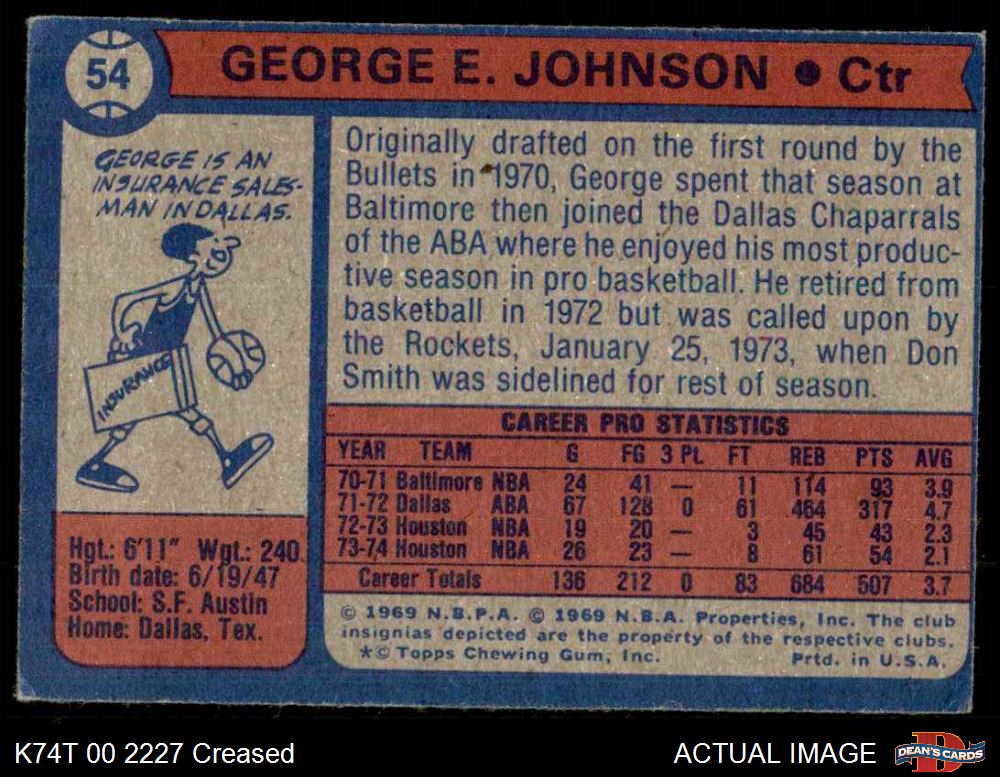 54
GEORGE E. JOHNSON • Ctr
GEORGE IS AN
INSURANCE SALES-
MAN IN DALLAS.
INSURANCE
Hgt.: 6'11" Wgt.: 240
Birth date: 6/19/47
School: S.F. Austin
Home: Dallas, Tex.
Originally drafted on the first round by the
Bullets in 1970, George spent that season at
Baltimore then joined the Dallas Chaparrals
of the ABA where he enjoyed his most produc-
tive season in pro basketball. He retired from
basketball in 1972 but was called upon by
the Rockets, January 25, 1973, when Don
Smith was sidelined for rest of season.
CAREER PRO STATISTICS
YEAR TEAM G FG 3 Pt. FT REB PTS AVG
70-71 Baltimore NBA 24 41 — 11 114 93 3.9
71-72 Dallas ABA 67 128 0 61 464 317 4.7
72-73 Houston NBA 19 20 — 3 45 43 2.3
73-74 Houston NBA 26 23 — 8 61 54 2.1
Career Totals 136 212 0 83 684 507 3.7
© 1969 N.B.P.A. © 1969 N.B.A. Properties, Inc. The club
insignias depicted are the property of the respective clubs.
*© Topps Chewing Gum, Inc. Prtd. in U.S.A.
K74T 00 2227 Creased
ACTUAL IMAGE
DEAN'S CARDS